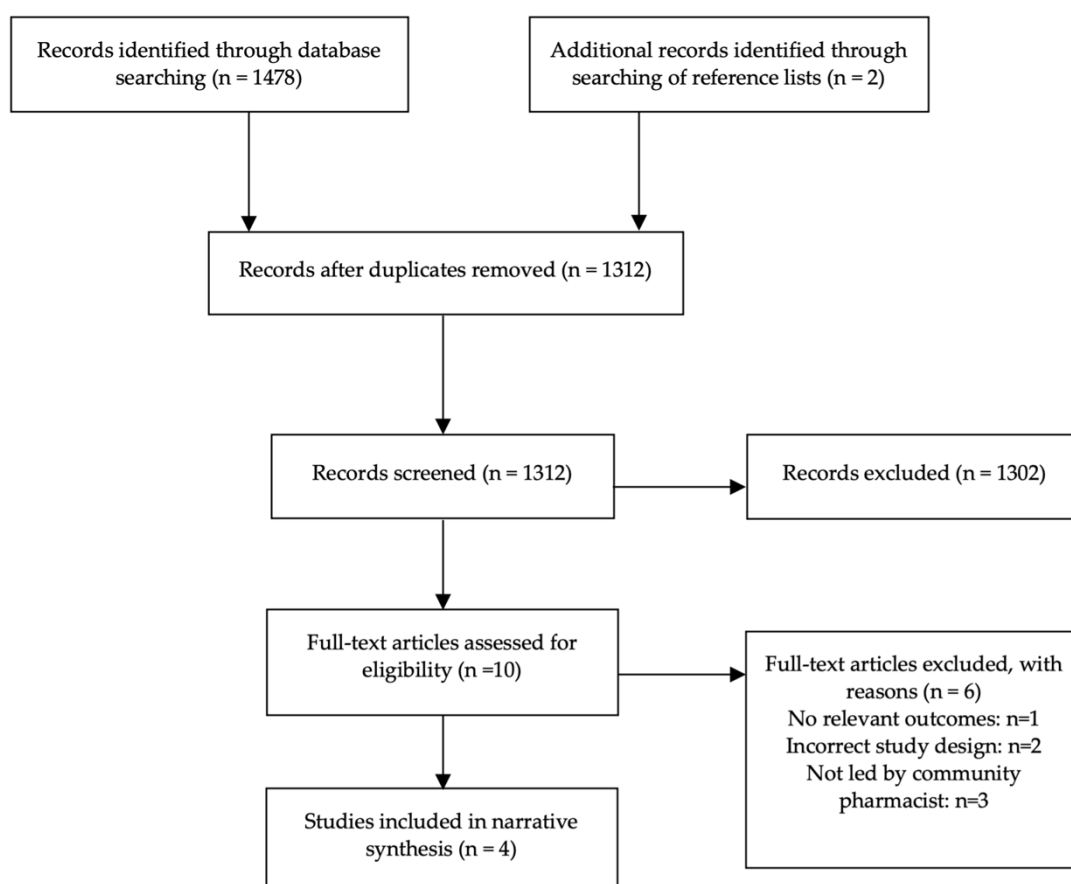 Records identified through database
searching (n = 1478)
Additional records identified through
searching of reference lists (n = 2)
Records after duplicates removed (n = 1312)
Records screened (n = 1312)
Records excluded (n = 1302)
Full-text articles assessed for
eligibility (n =10)
Full-text articles excluded, with
reasons (n = 6)
No relevant outcomes: n=1
Incorrect study design: n=2
Not led by community
pharmacist: n=3
Studies included in narrative
synthesis (n = 4)